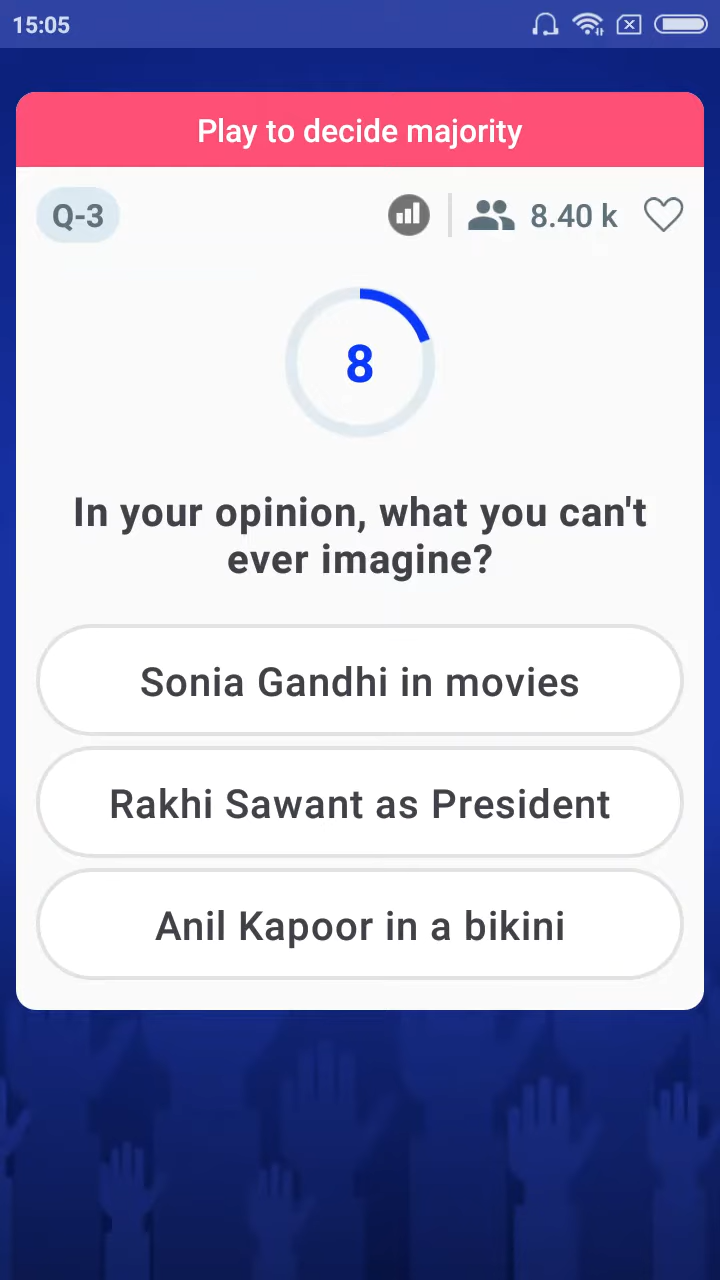 15:05
Play to decide majority
Q-3
8.40 k
8
In your opinion, what you can't
ever imagine?
Sonia Gandhi in movies
Rakhi Sawant as President
Anil Kapoor in a bikini